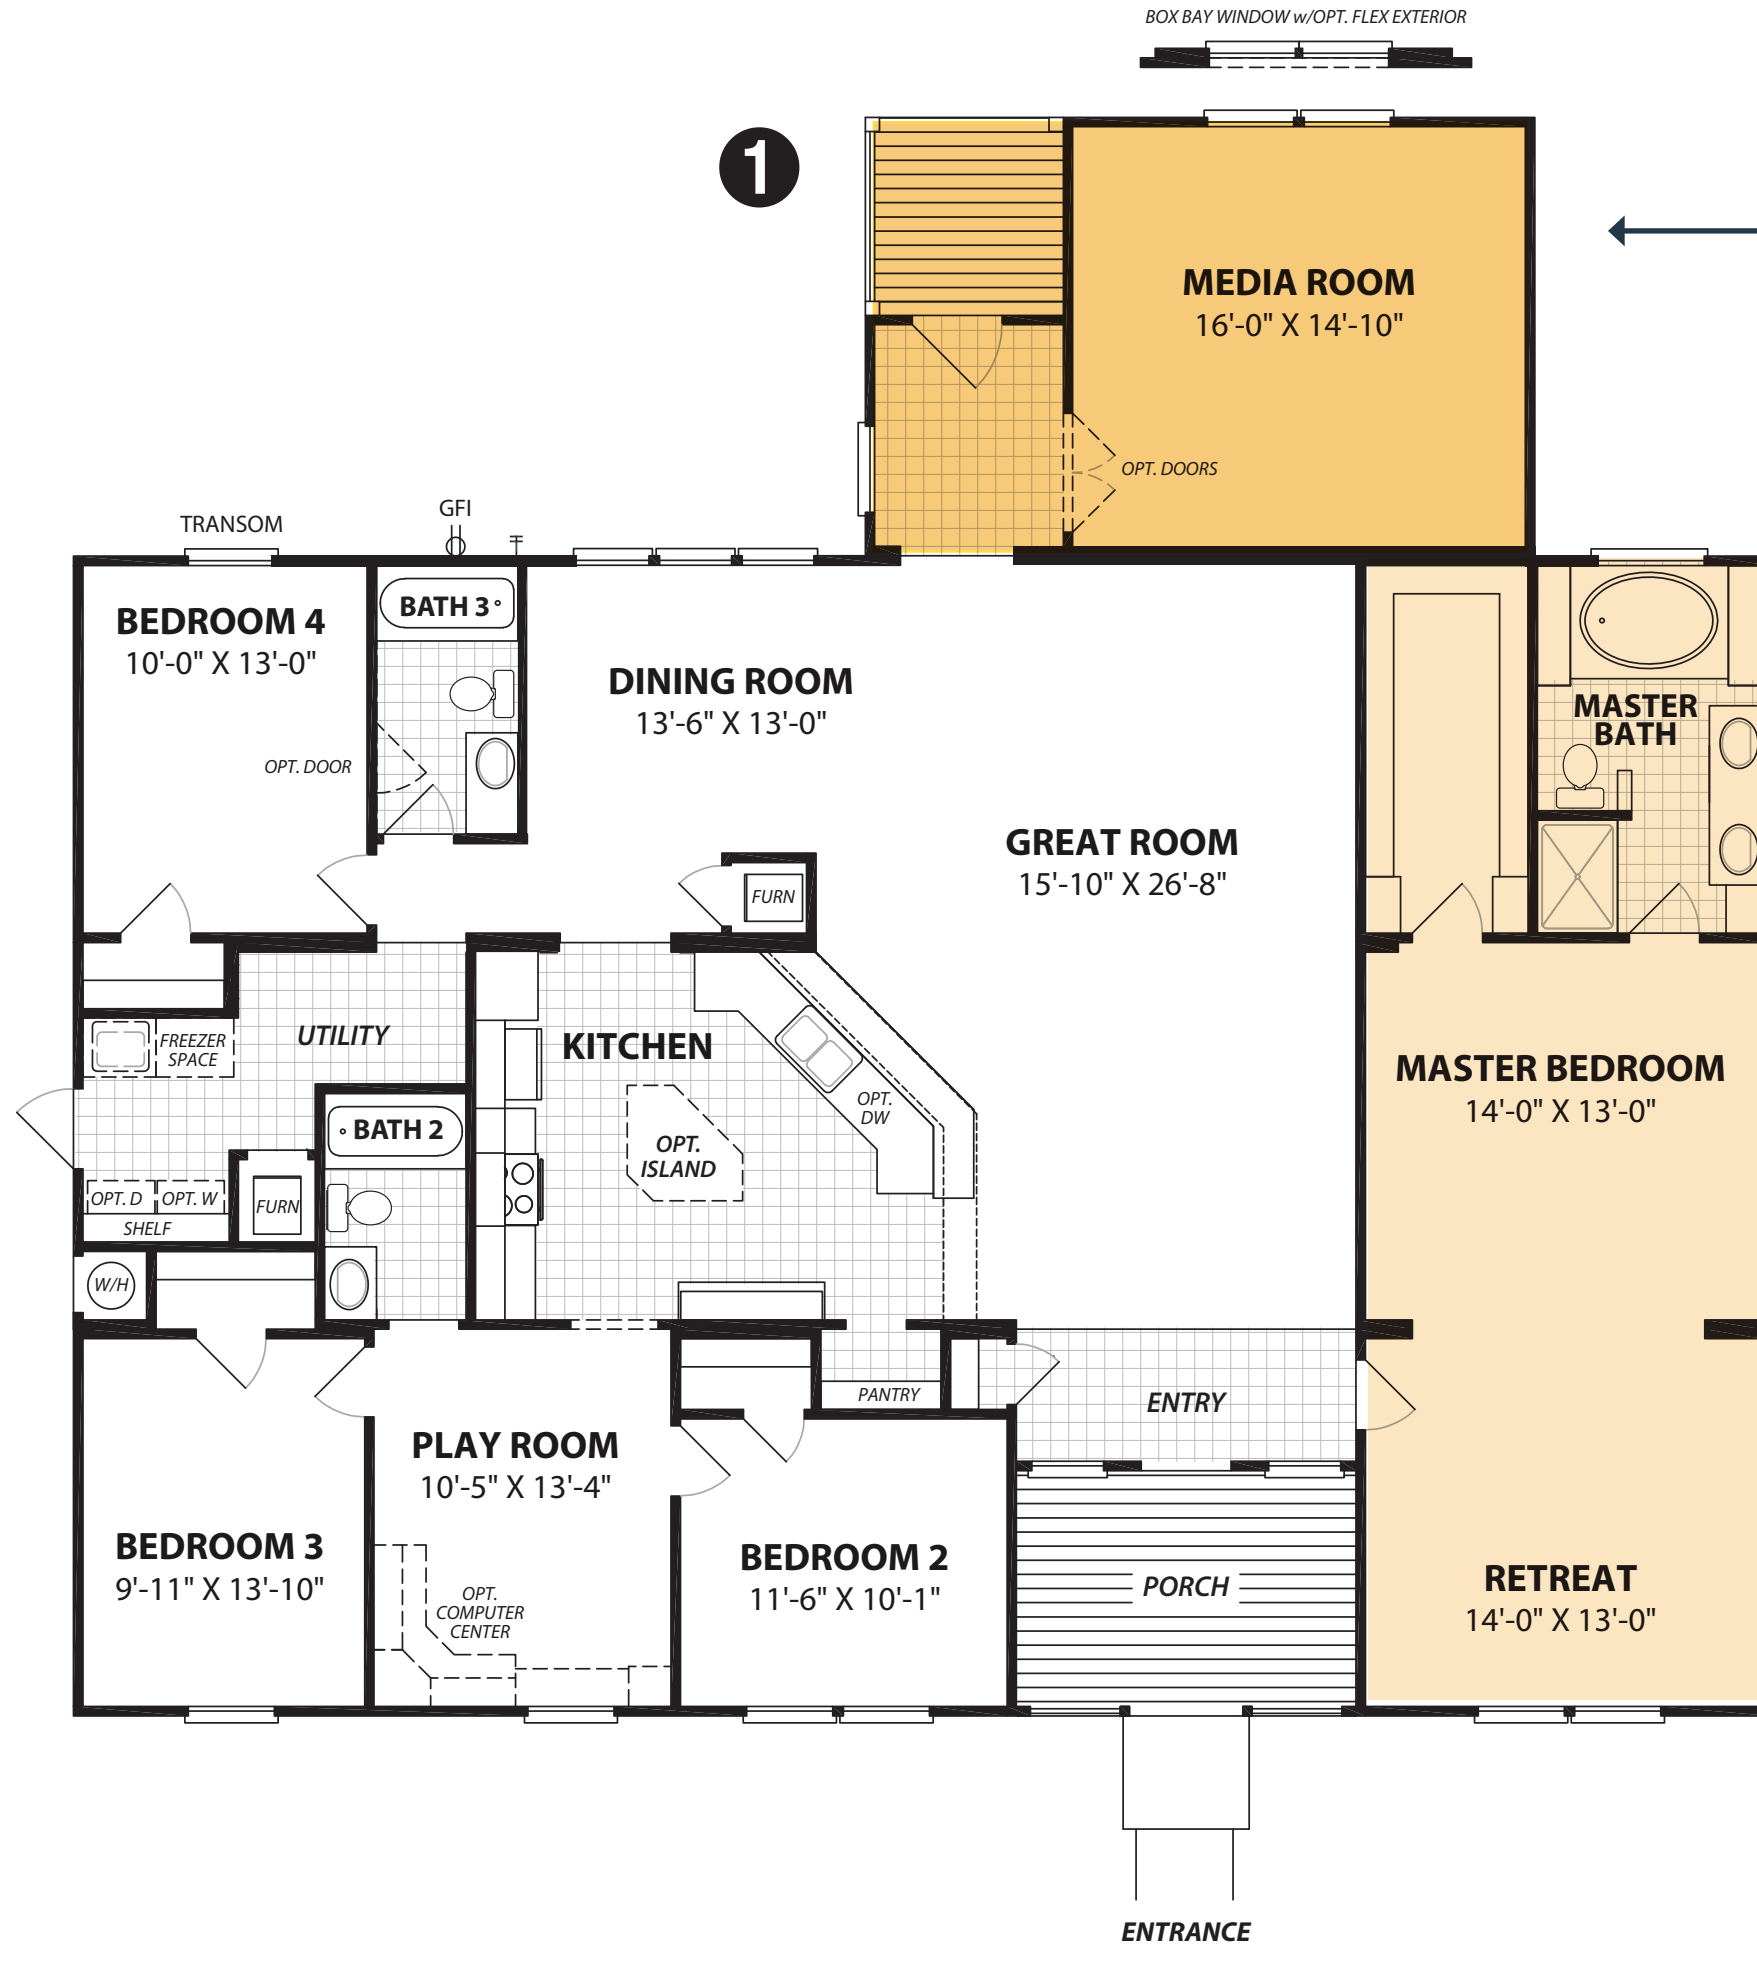 BOX BAY WINDOW w/OPT. FLEX EXTERIOR
1
MEDIA ROOM
16'-0" X 14'-10"
OPT. DOORS
TRANSOM
GFI
BEDROOM 4
10'-0" X 13'-0"
OPT. DOOR
BATH 3
DINING ROOM
13'-6" X 13'-0"
FURN
GREAT ROOM
15'-10" X 26'-8"
MASTER
BATH
UTILITY
FREEZER
SPACE
KITCHEN
OPT.
DW
OPT.
ISLAND
MASTER BEDROOM
14'-0" X 13'-0"
BATH 2
OPT. D
OPT. W
SHELF
FURN
W/H
PANTRY
ENTRY
PLAY ROOM
10'-5" X 13'-4"
BEDROOM 3
9'-11" X 13'-10"
OPT.
COMPUTER
CENTER
BEDROOM 2
11'-6" X 10'-1"
PORCH
RETREAT
14'-0" X 13'-0"
ENTRANCE